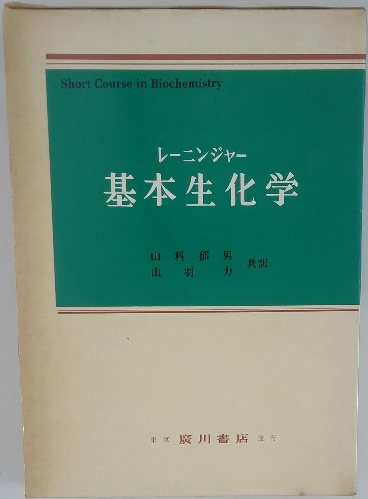 Short Course in Biochemistry
レーニンジャー
基本生化学
山科郁男
山羽力
共訳
東京 廣川書店 発行